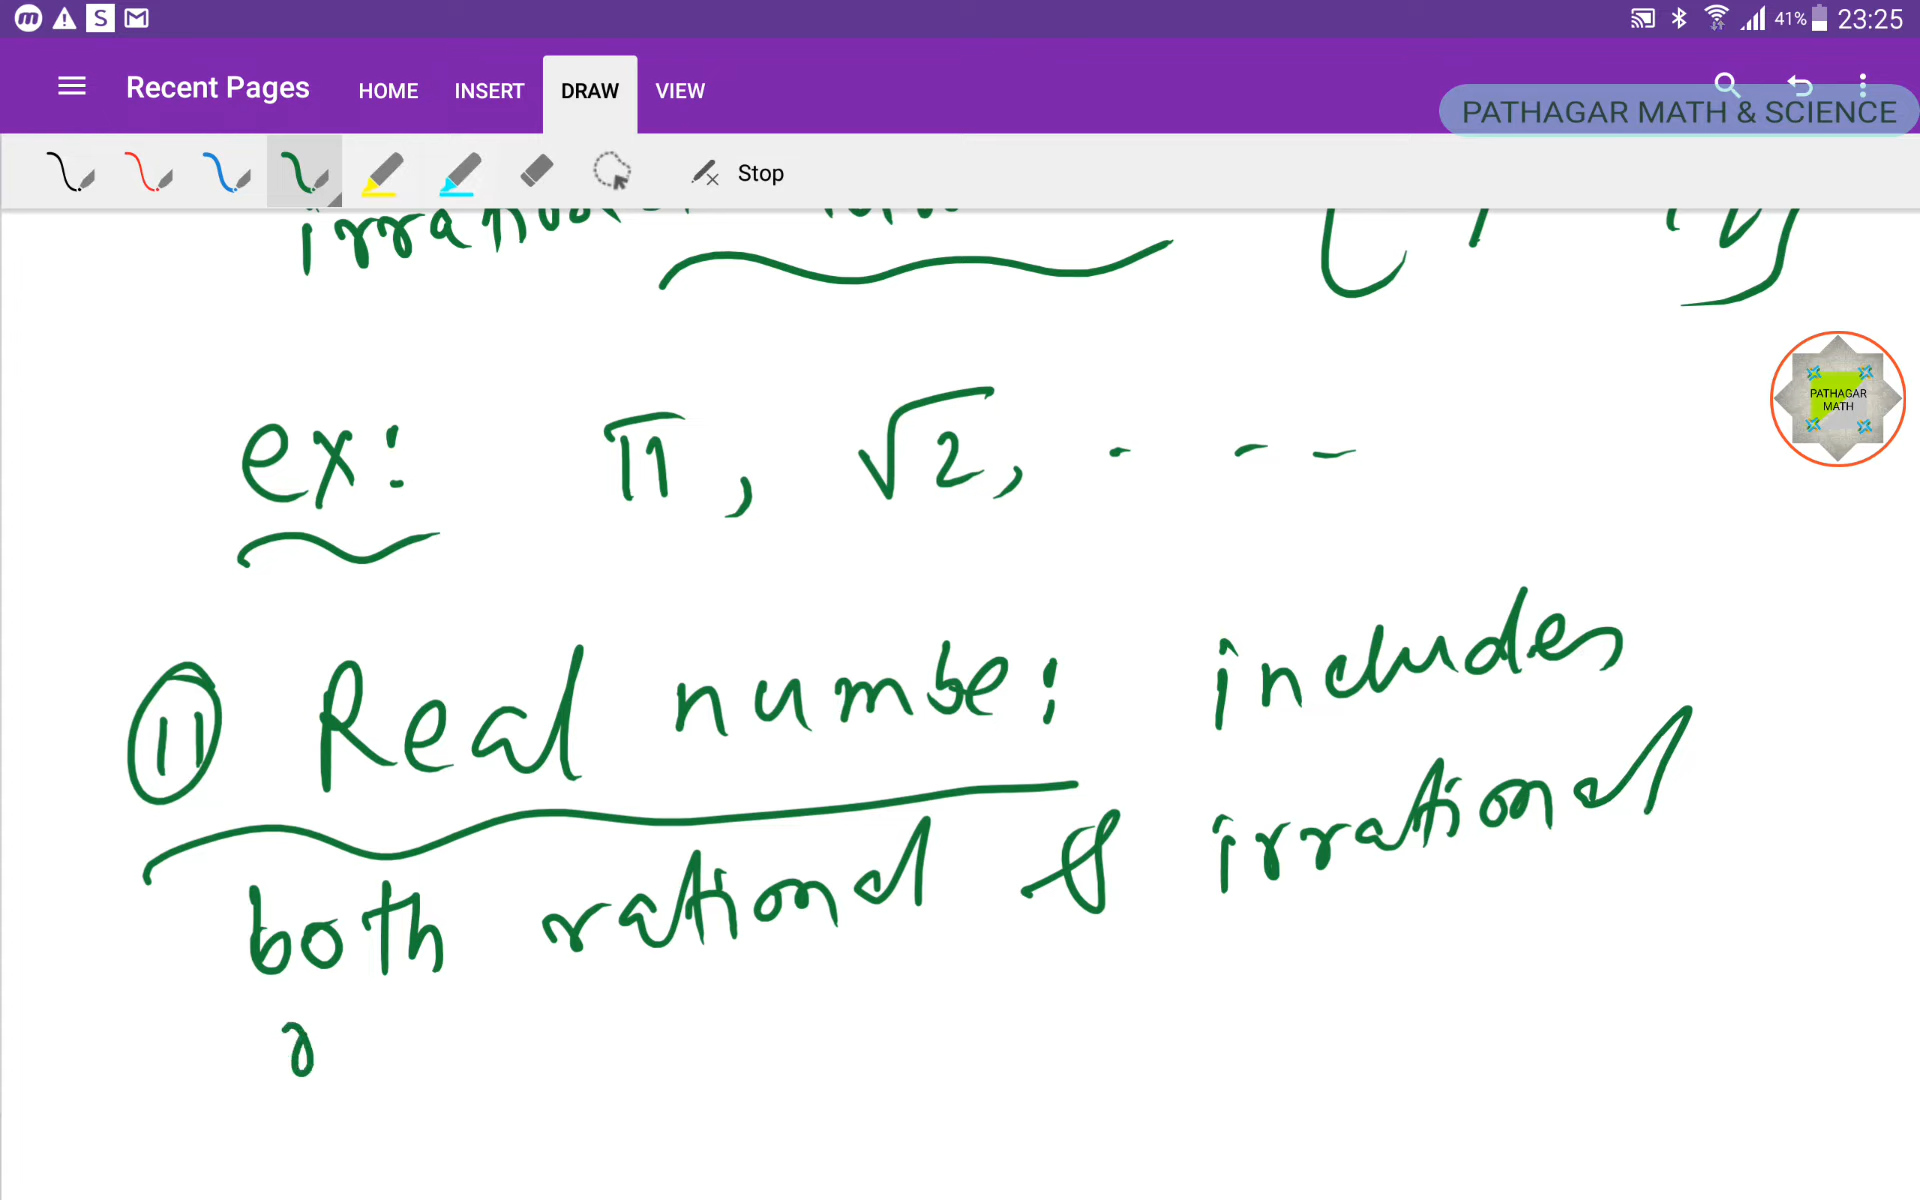 41% 23:25
Recent Pages HOME INSERT DRAW VIEW
PATHAGAR MATH & SCIENCE
Stop
irrational
ex: π, √2, - - -
PATHAGAR
MATH
11 Real numbe: includes
both rational & irrational